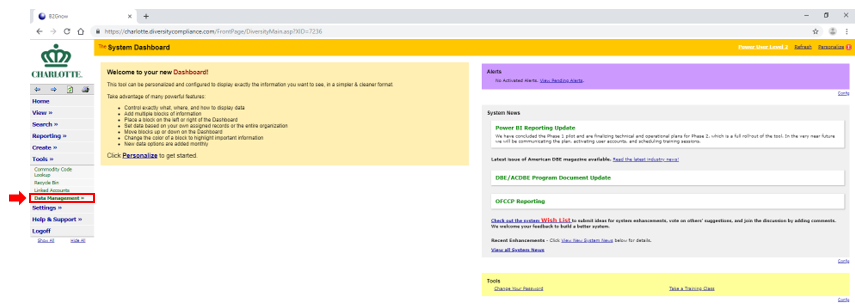 B2Gnow
https://charlotte.diversitycompliance.com/FrontPage/DiversityMain.asp?XID=7236
The System Dashboard
Power User Level 3 Refresh Personalize
CHARLOTTE.
Home
View »
Search »
Reporting »
Create »
Tools »
Commodity Code
Lookup
Recycle Bin
Linked Accounts
Data Management »
Settings »
Help & Support »
Logoff
Show All Hide All
Welcome to your new Dashboard!
This tool can be personalized and configured to display exactly the information you want to see, in a simpler & cleaner format.
Take advantage of many powerful features:
Control exactly what, where, and how to display data
Add multiple blocks of information
Place a block on the left or right of the Dashboard
Set data based on your own assigned records or the entire organization
Move blocks up or down on the Dashboard
Change the color of a block to highlight important information
New data options are added monthly
Click Personalize to get started.
Alerts
No Activated Alerts. View Pending Alerts.
Config
System News
Power BI Reporting Update
We have concluded the Phase 1 pilot and are finalizing technical and operational plans for Phase 2, which is a full roll-out of the tool. In the very near future
we will be communicating the plan, activating user accounts, and scheduling training sessions.
Latest issue of American DBE magazine available. Read the latest industry news!
DBE/ACDBE Program Document Update
OFCCP Reporting
Check out the system Wish List to submit ideas for system enhancements, vote on others' suggestions, and join the discussion by adding comments.
We welcome your feedback to build a better system.
Recent Enhancements - Click View New System News below for details.
View all System News
Config
Tools
Change Your Password Take a Training Class
Config